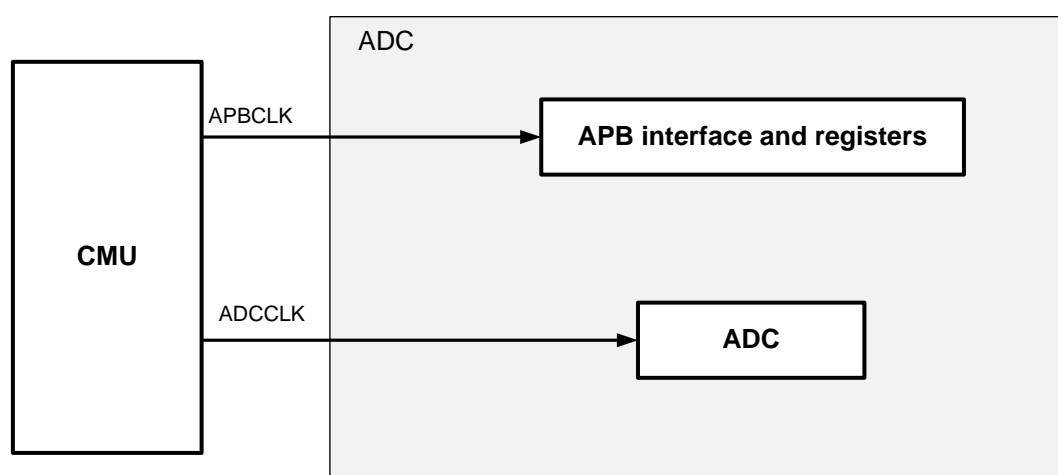 ADC
APBCLK
APB interface and registers
CMU
ADCCLK
ADC